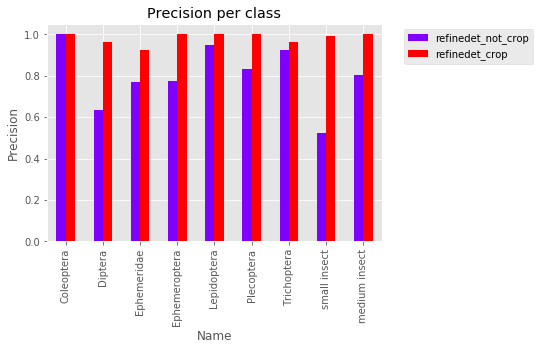 Precision per class
refinedet_not_crop
refinedet_crop
Precision
1.0
0.8
0.6
0.4
0.2
0.0
Coleoptera
Diptera
Ephemeridae
Ephemeroptera
Lepidoptera
Plecoptera
Trichoptera
small insect
medium insect
Name